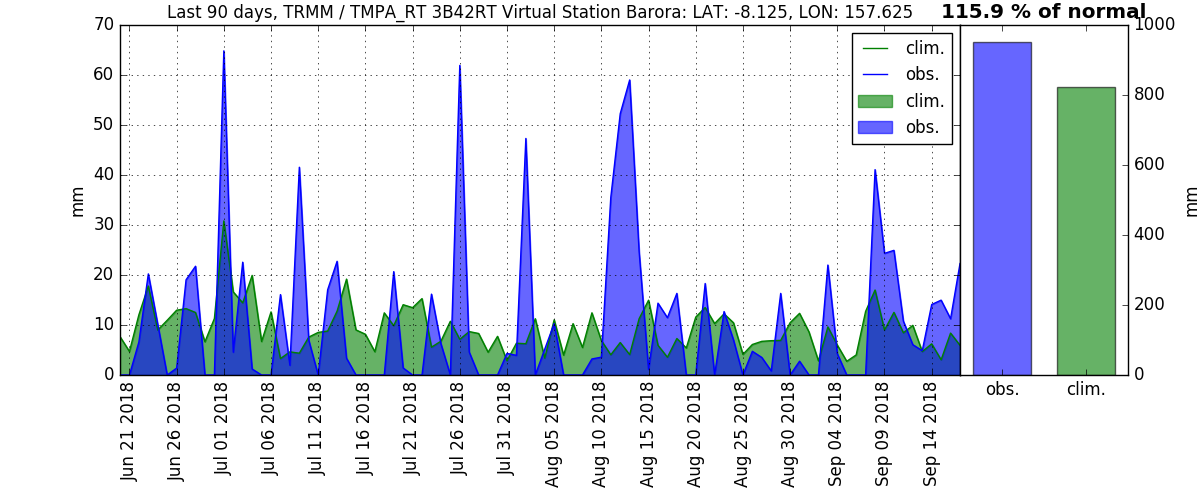 Last 90 days, TRMM / TMPA_RT 3B42RT Virtual Station Barora: LAT: -8.125, LON: 157.625
115.9 % of normal
mm
70
60
50
40
30
20
10
0
clim.
obs.
clim.
obs.
1000
800
600
400
200
0
mm
Jun 21 2018
Jun 26 2018
Jul 01 2018
Jul 06 2018
Jul 11 2018
Jul 16 2018
Jul 21 2018
Jul 26 2018
Jul 31 2018
Aug 05 2018
Aug 10 2018
Aug 15 2018
Aug 20 2018
Aug 25 2018
Aug 30 2018
Sep 04 2018
Sep 09 2018
Sep 14 2018
obs.
clim.